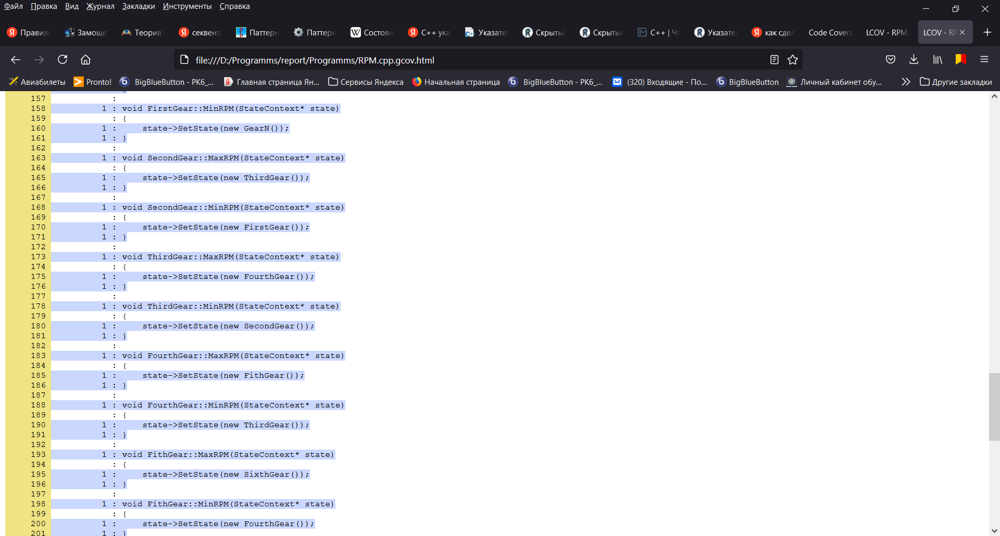 Файл Правка Вид Журнал Закладки Инструменты Справка
Правил Замоще Теория секвента Паттерн Паттерн Состоян С++ ука Указате Скрыты Скрыты C++ | Чт Указате как сдел Code Covera LCOV - RPM. LCOV - RP
file:///D:/Programms/report/Programms/RPM.cpp.gcov.html
Авиабилеты Pronto! BigBlueButton - РК6_... Главная страница Ян... Сервисы Яндекса Начальная страница BigBlueButton - РК6_... (320) Входящие - По... BigBlueButton Личный кабинет обу... Другие закладки
157 :
158 1 : void FirstGear::MinRPM(StateContext* state)
159 : {
160 1 : state->SetState(new GearN());
161 1 : }
162 :
163 1 : void SecondGear::MaxRPM(StateContext* state)
164 : {
165 1 : state->SetState(new ThirdGear());
166 1 : }
167 :
168 1 : void SecondGear::MinRPM(StateContext* state)
169 : {
170 1 : state->SetState(new FirstGear());
171 1 : }
172 :
173 1 : void ThirdGear::MaxRPM(StateContext* state)
174 : {
175 1 : state->SetState(new FourthGear());
176 1 : }
177 :
178 1 : void ThirdGear::MinRPM(StateContext* state)
179 : {
180 1 : state->SetState(new SecondGear());
181 1 : }
182 :
183 1 : void FourthGear::MaxRPM(StateContext* state)
184 : {
185 1 : state->SetState(new FithGear());
186 1 : }
187 :
188 1 : void FourthGear::MinRPM(StateContext* state)
189 : {
190 1 : state->SetState(new ThirdGear());
191 1 : }
192 :
193 1 : void FithGear::MaxRPM(StateContext* state)
194 : {
195 1 : state->SetState(new SixthGear());
196 1 : }
197 :
198 1 : void FithGear::MinRPM(StateContext* state)
199 : {
200 1 : state->SetState(new FourthGear());
201 1 : }